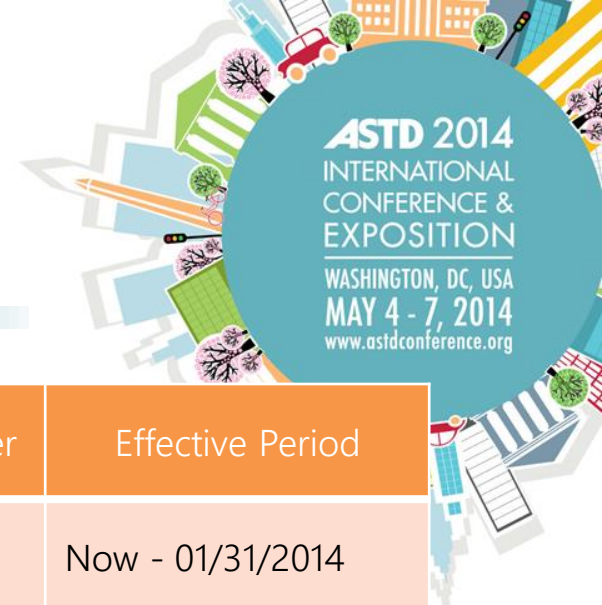 ASTD 2014
INTERNATIONAL
CONFERENCE &
EXPOSITION
WASHINGTON, DC, USA
MAY 4 - 7, 2014
www.astdconference.org
Effective Period
Now - 01/31/2014